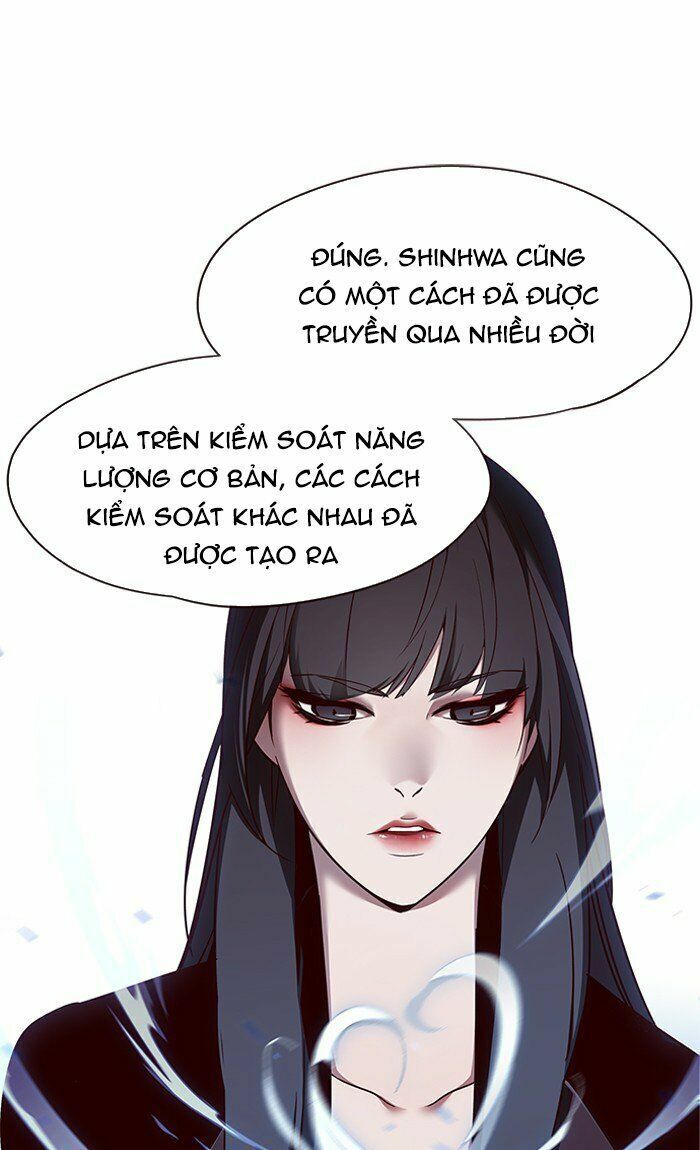 ĐÚNG. SHINHWA CŨNG
CÓ MỘT CÁCH ĐÃ ĐƯỢC
TRUYỀN QUA NHIỀU ĐỜI
DỰA TRÊN KIỂM SOÁT NĂNG
LƯỢNG CƠ BẢN, CÁC CÁCH
KIỂM SOÁT KHÁC NHAU ĐÃ
ĐƯỢC TẠO RA